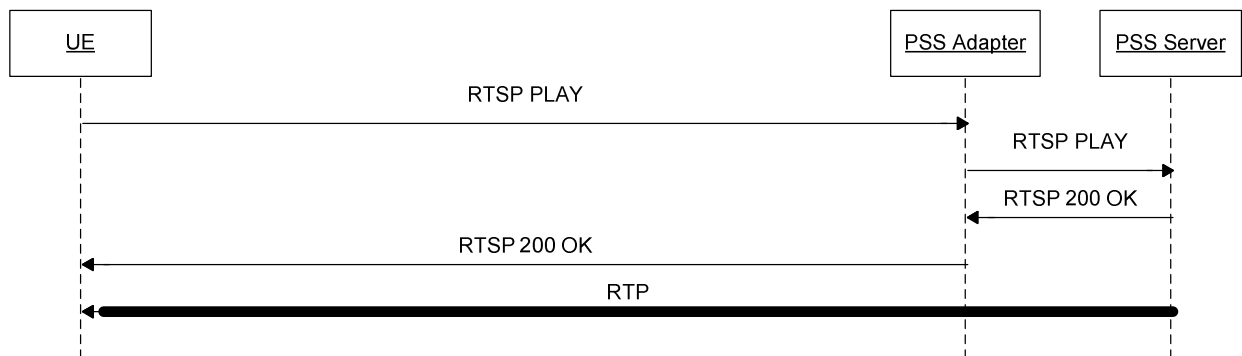 UE
PSS Adapter
PSS Server
RTSP PLAY
RTSP PLAY
RTSP 200 OK
RTSP 200 OK
RTP